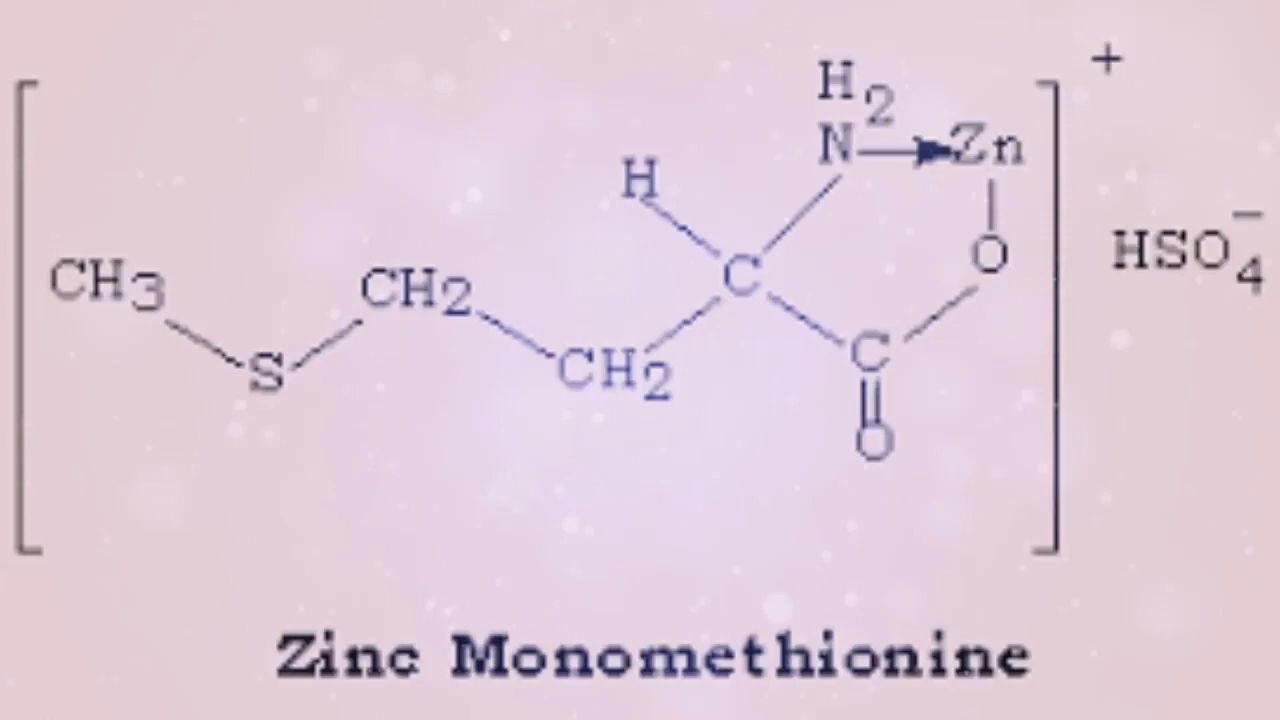 +
H2
N Zn
H
HSO4−
O
C
CH3 CH2
C
S CH2
O
Zinc Monomethionine